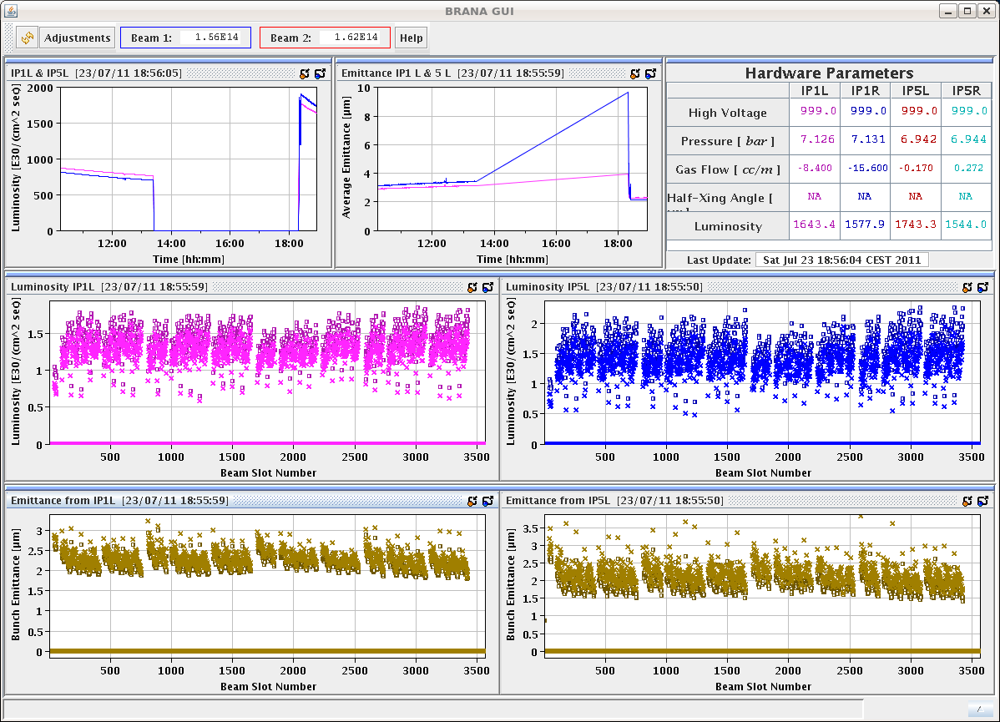 BRANA GUI
Adjustments Beam 1: 1.56E14 Beam 2: 1.62E14 Help
IP1L & IP5L [23/07/11 18:56:05]
Luminosity [E30/(cm^2 sec)]
2000
1500
1000
500
0
12:00 14:00 16:00 18:00
Time [hh:mm]
Emittance IP1 L & 5 L [23/07/11 18:55:59]
Average Emittance [µm]
10
8
6
4
2
0
12:00 14:00 16:00 18:00
Time [hh:mm]
Hardware Parameters
IP1L IP1R IP5L IP5R
High Voltage 999.0 999.0 999.0 999.0
Pressure [ bar ] 7.126 7.131 6.942 6.944
Gas Flow [ cc/m ] -8.400 -15.600 -0.170 0.272
Half-Xing Angle [ NA NA NA NA
Luminosity 1643.4 1577.9 1743.3 1544.0
Last Update: Sat Jul 23 18:56:04 CEST 2011
Luminosity IP1L [23/07/11 18:55:59]
Luminosity [E30/(cm^2 sec)]
1.5
1
0.5
0
500 1000 1500 2000 2500 3000 3500
Beam Slot Number
Luminosity IP5L [23/07/11 18:55:50]
Luminosity [E30/(cm^2 sec)]
2
1.5
1
0.5
0
500 1000 1500 2000 2500 3000 3500
Beam Slot Number
Emittance from IP1L [23/07/11 18:55:59]
Bunch Emittance [µm]
3
2.5
2
1.5
1
0.5
0
500 1000 1500 2000 2500 3000 3500
Beam Slot Number
Emittance from IP5L [23/07/11 18:55:50]
Bunch Emittance [µm]
3.5
3
2.5
2
1.5
1
0.5
0
500 1000 1500 2000 2500 3000 3500
Beam Slot Number